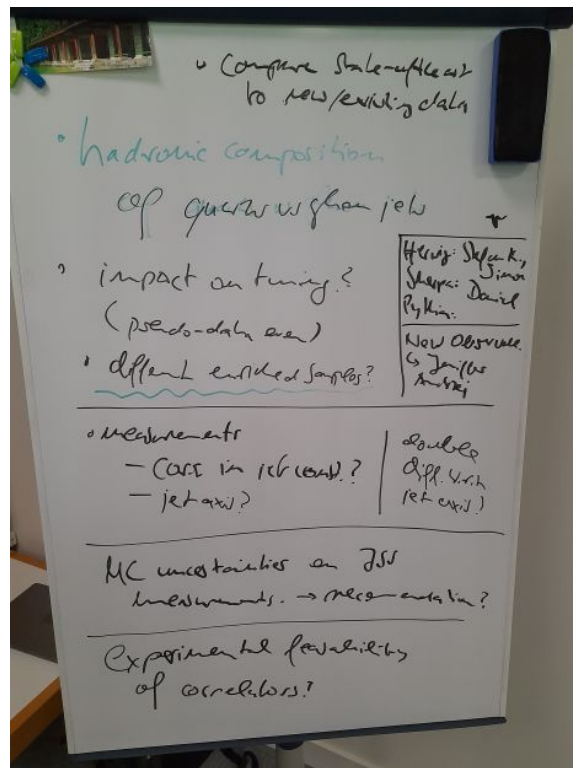 • Compare State-of-the-art
to new/existing data
• hadronic composition
of quark vs gluon jets
• impact on tuning?
(pseudo-data even)
• different enriched samples?
Herwig: Stefan K.,
Simon
Sherpa: Daniel
Pythia:
New Observable
↳ Jennifer
Andrzej
• measurements
- cuts in jet const.?
- jet axis?
double
diff. w.r.t.
jet axis?
MC uncertainties on JSS
measurements. → recommendation?
Experimental feasability
of correlators?